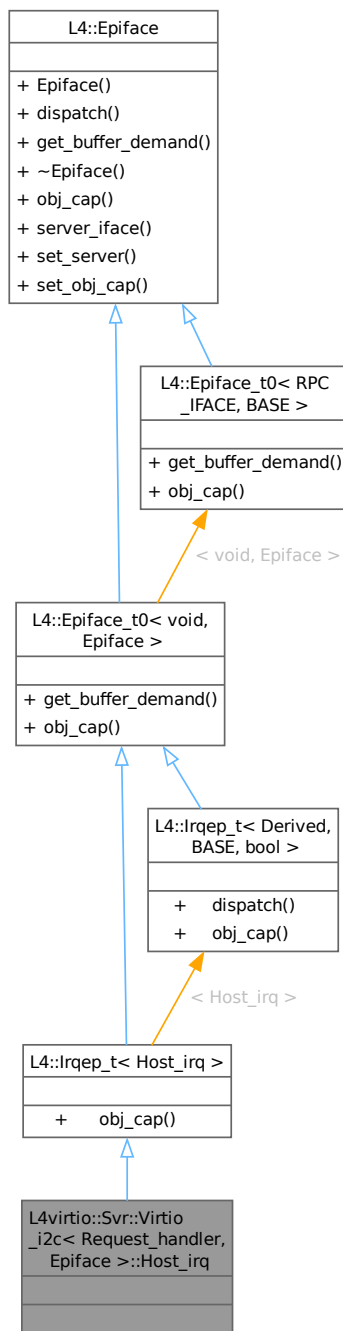 L4::Epiface
+ Epiface()
+ dispatch()
+ get_buffer_demand()
+ ~Epiface()
+ obj_cap()
+ server_iface()
+ set_server()
+ set_obj_cap()
L4::Epiface_t0< RPC
_IFACE, BASE >
+ get_buffer_demand()
+ obj_cap()
< void, Epiface >
L4::Epiface_t0< void,
Epiface >
+ get_buffer_demand()
+ obj_cap()
L4::Irqep_t< Derived,
BASE, bool >
+ dispatch()
+ obj_cap()
< Host_irq >
L4::Irqep_t< Host_irq >
+ obj_cap()
L4virtio::Svr::Virtio
_i2c< Request_handler,
Epiface >::Host_irq